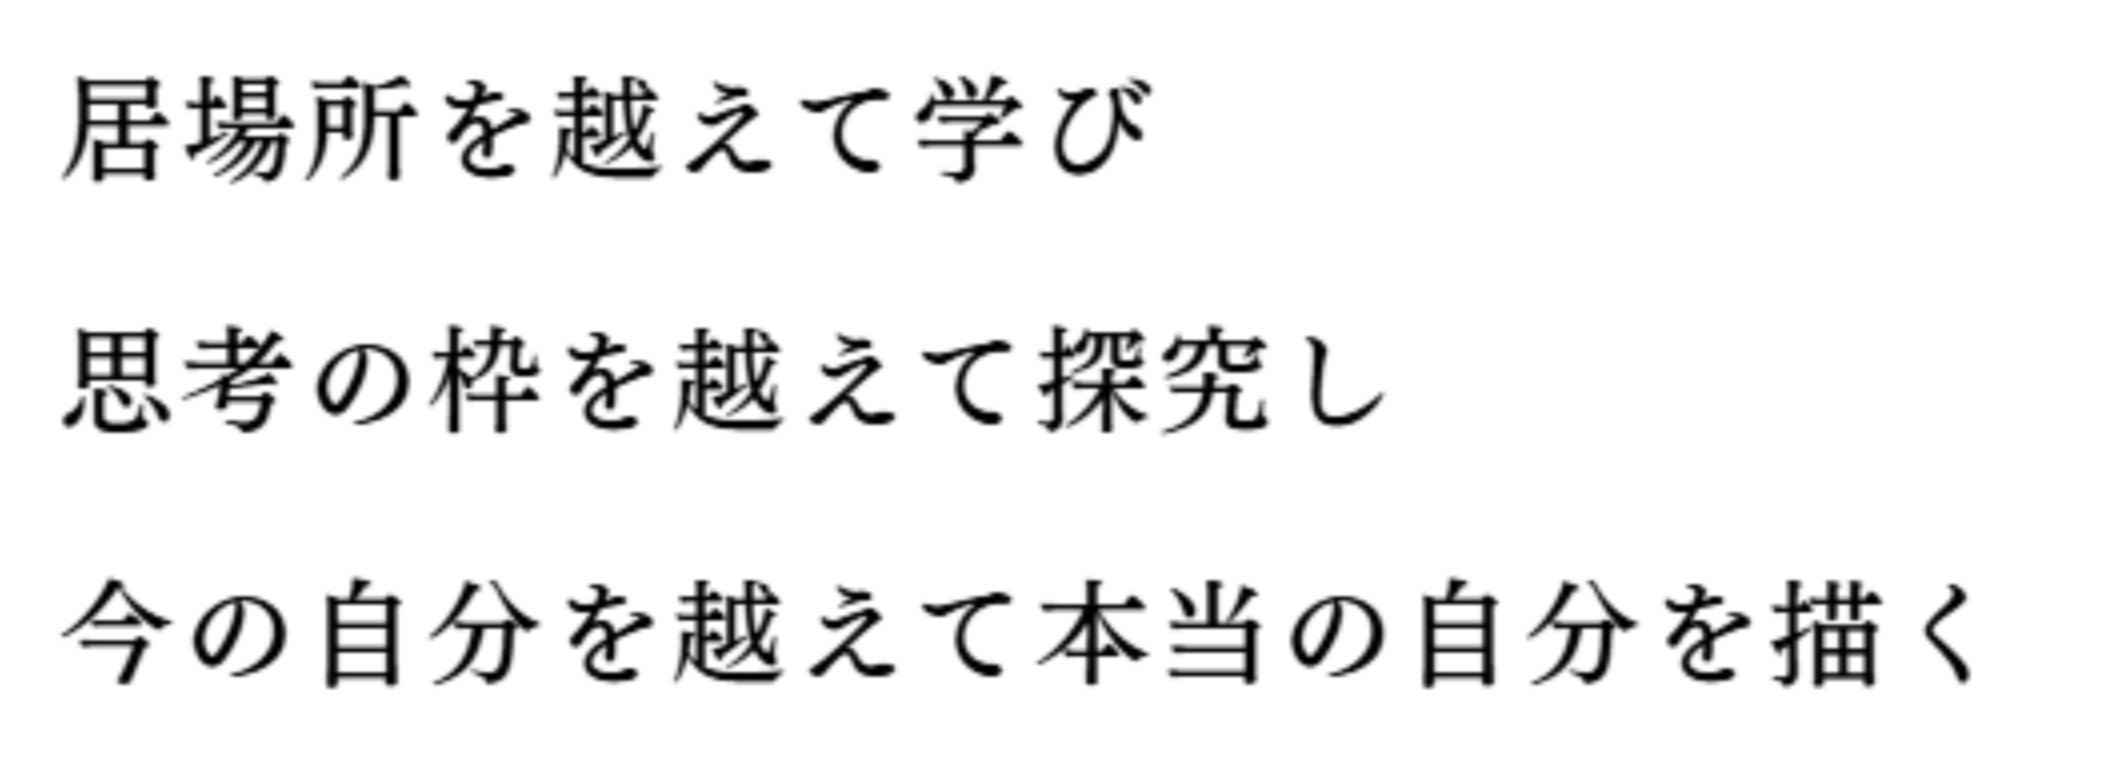 居場所を越えて学び
思考の枠を越えて探究し
今の自分を越えて本当の自分を描く